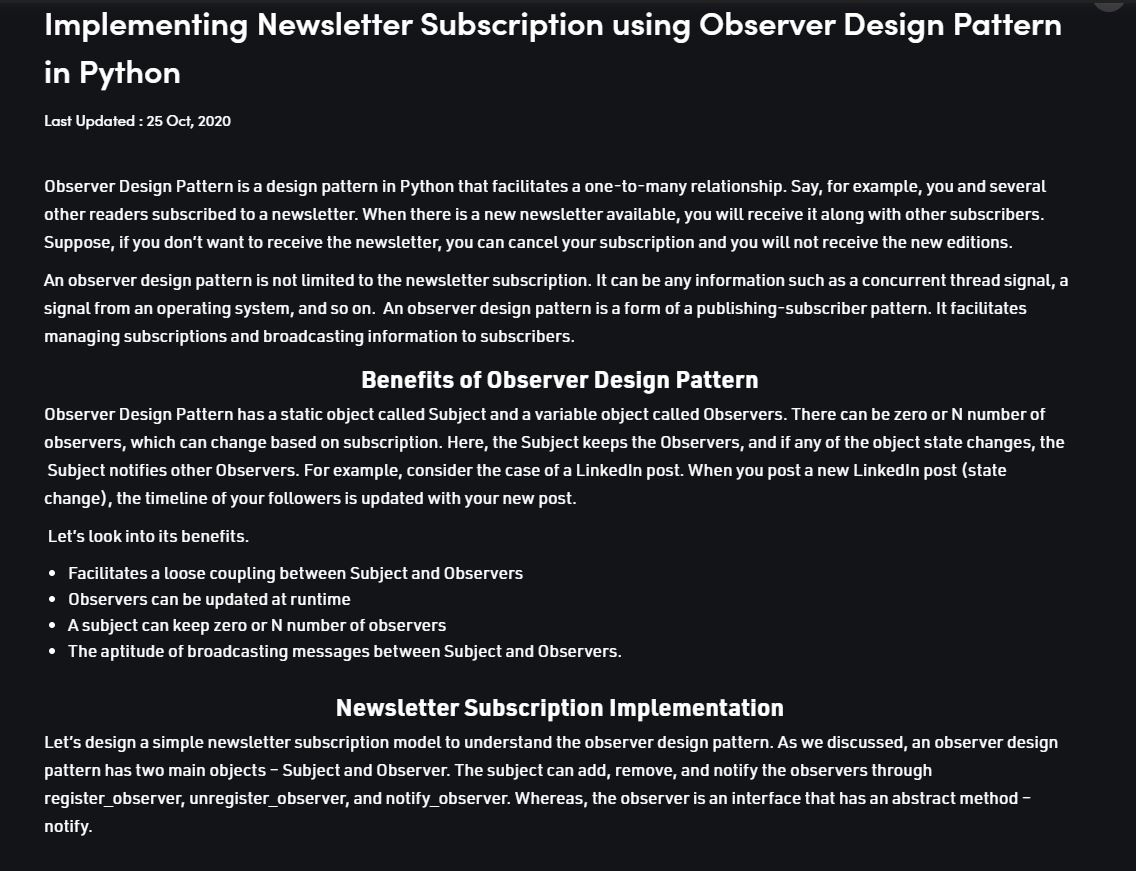 Implementing Newsletter Subscription using Observer Design Pattern
in Python
Last Updated : 25 Oct, 2020
Observer Design Pattern is a design pattern in Python that facilitates a one-to-many relationship. Say, for example, you and several
other readers subscribed to a newsletter. When there is a new newsletter available, you will receive it along with other subscribers.
Suppose, if you don’t want to receive the newsletter, you can cancel your subscription and you will not receive the new editions.
An observer design pattern is not limited to the newsletter subscription. It can be any information such as a concurrent thread signal, a
signal from an operating system, and so on.  An observer design pattern is a form of a publishing-subscriber pattern. It facilitates
managing subscriptions and broadcasting information to subscribers.
Benefits of Observer Design Pattern
Observer Design Pattern has a static object called Subject and a variable object called Observers. There can be zero or N number of
observers, which can change based on subscription. Here, the Subject keeps the Observers, and if any of the object state changes, the
Subject notifies other Observers. For example, consider the case of a LinkedIn post. When you post a new LinkedIn post (state
change), the timeline of your followers is updated with your new post.
Let’s look into its benefits.
• Facilitates a loose coupling between Subject and Observers
• Observers can be updated at runtime
• A subject can keep zero or N number of observers
• The aptitude of broadcasting messages between Subject and Observers.
Newsletter Subscription Implementation
Let’s design a simple newsletter subscription model to understand the observer design pattern. As we discussed, an observer design
pattern has two main objects – Subject and Observer. The subject can add, remove, and notify the observers through
register_observer, unregister_observer, and notify_observer. Whereas, the observer is an interface that has an abstract method –
notify.